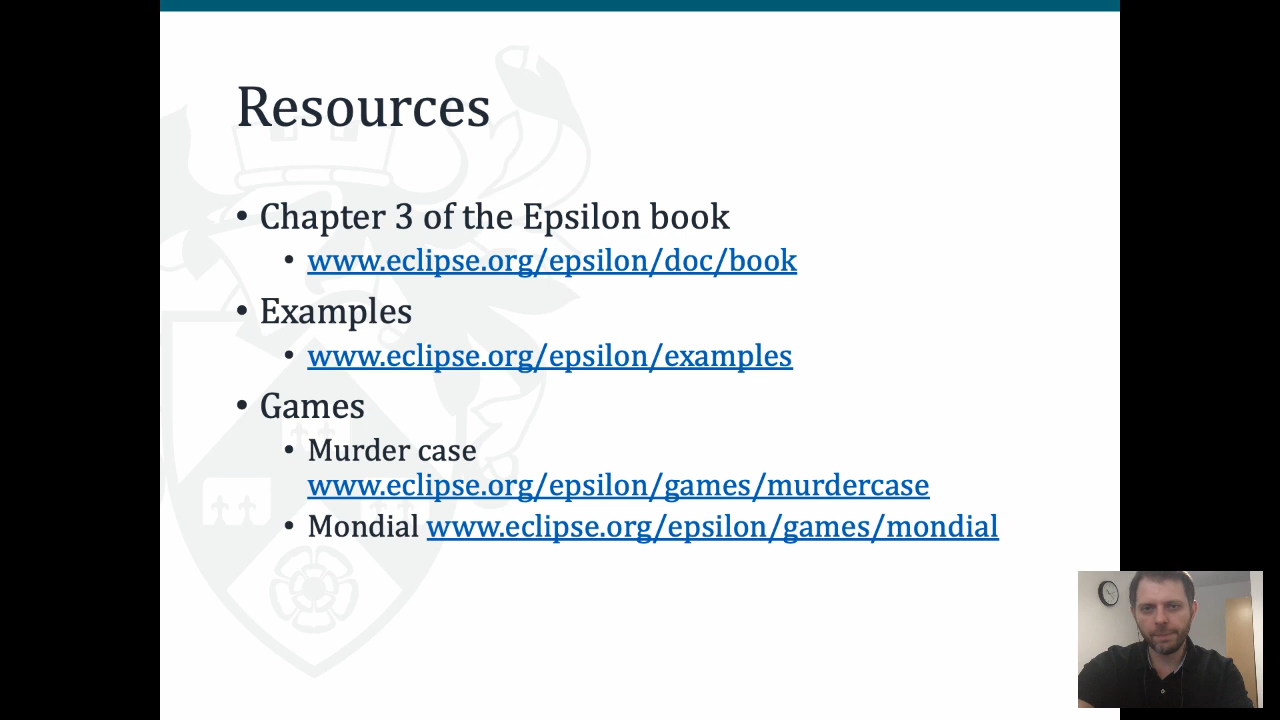 Resources
• Chapter 3 of the Epsilon book
• www.eclipse.org/epsilon/doc/book
• Examples
• www.eclipse.org/epsilon/examples
• Games
• Murder case
www.eclipse.org/epsilon/games/murdercase
• Mondial www.eclipse.org/epsilon/games/mondial